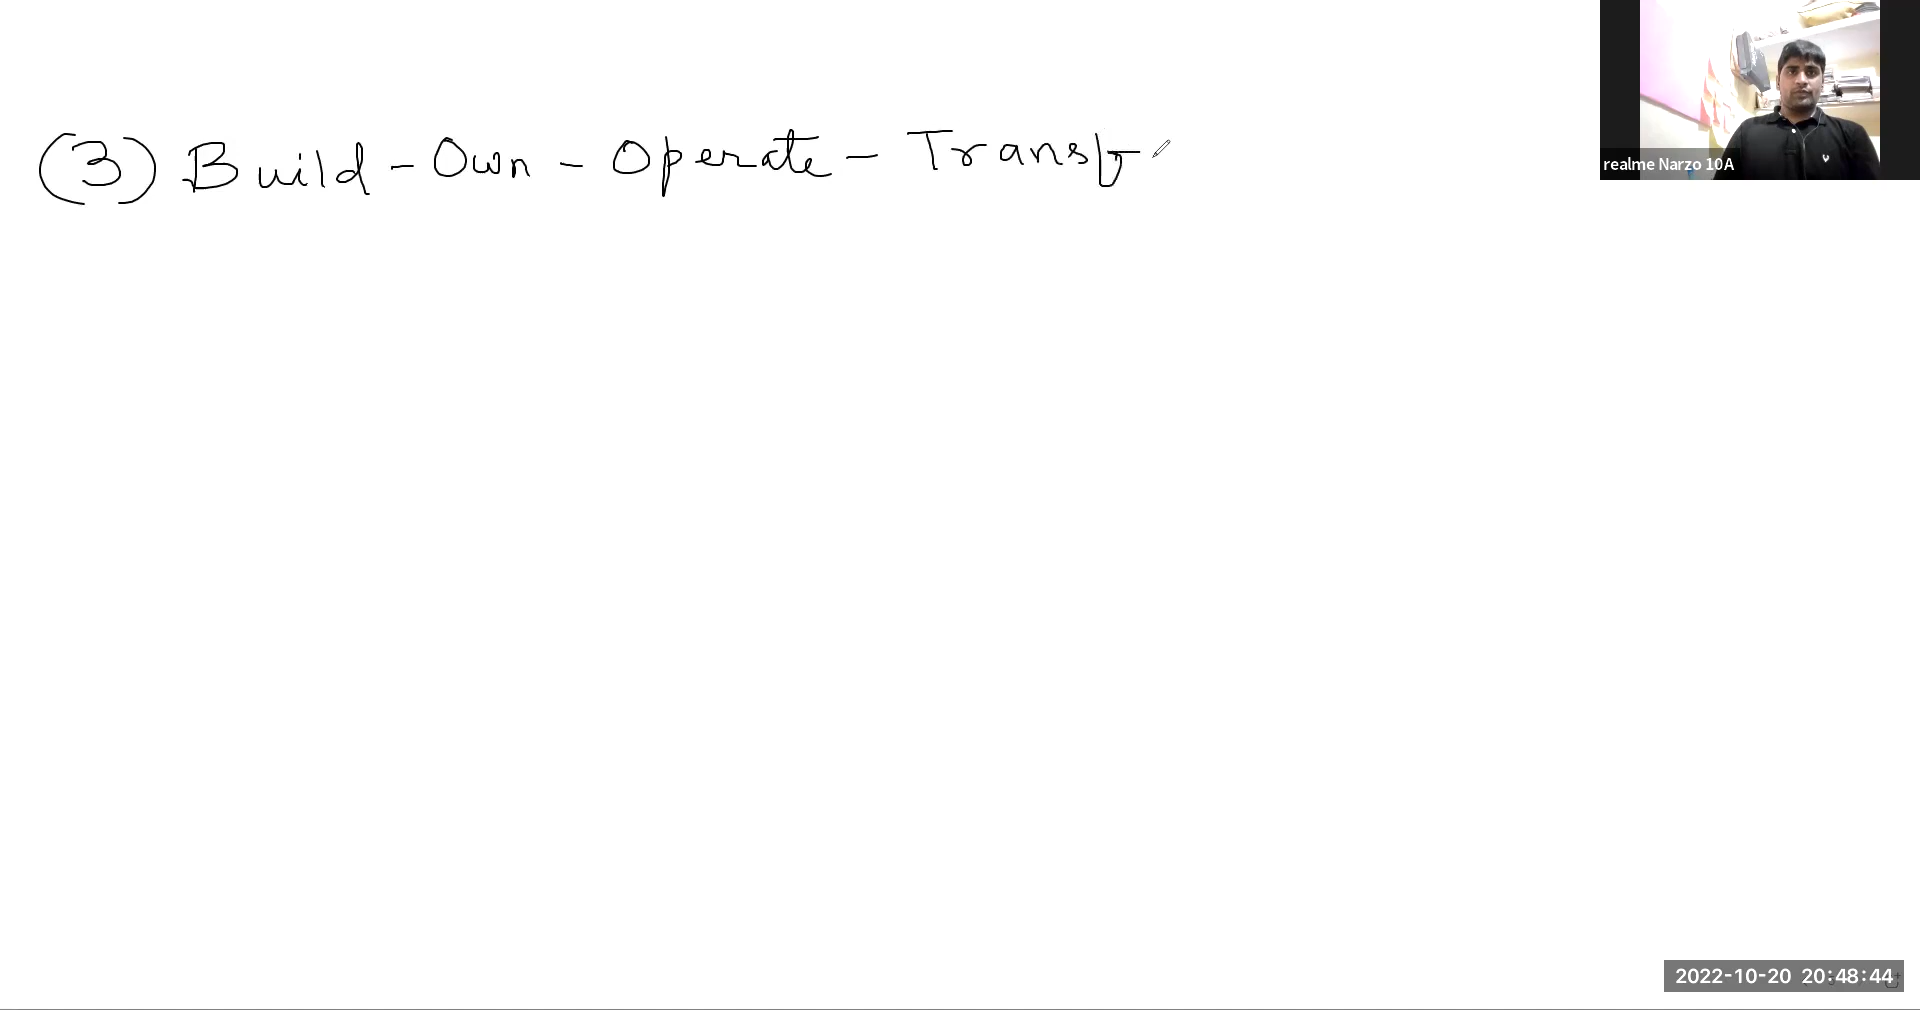 (3) Build - Own - Operate - Transf
realme Narzo 10A
2022-10-20 20:48:44